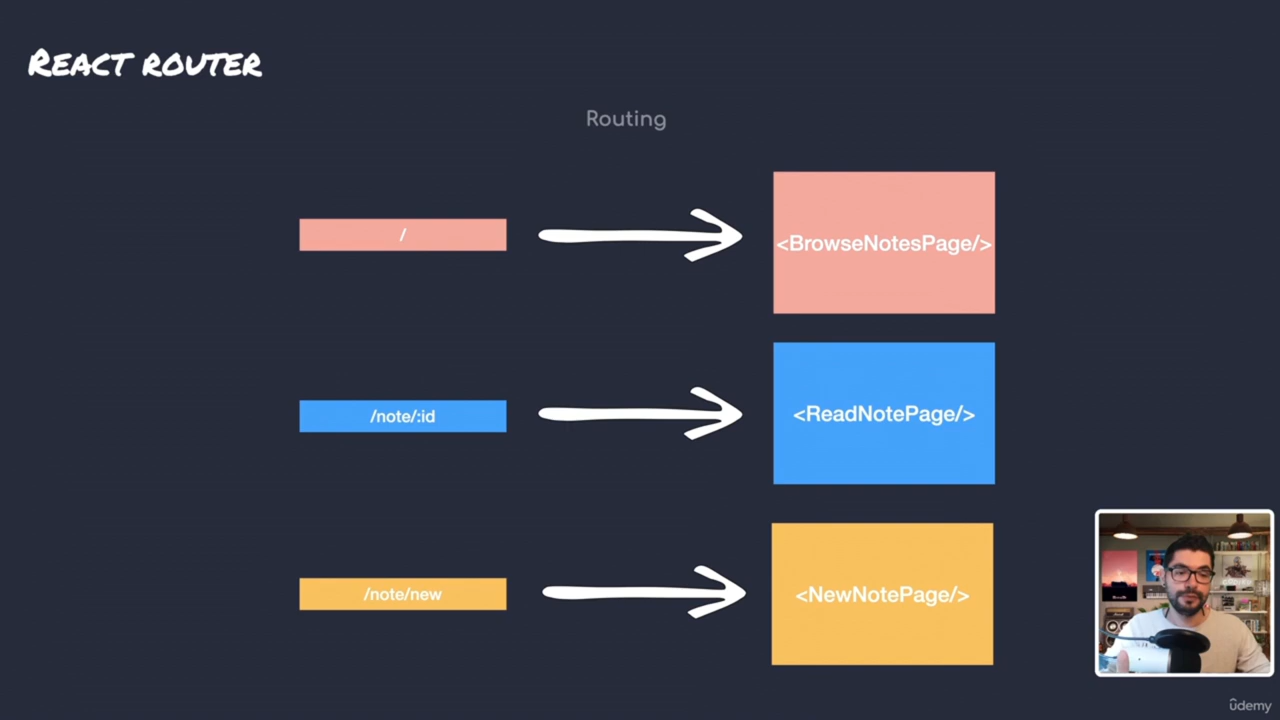 REACT ROUTER
Routing
/
<BrowseNotesPage/>
/note/:id
<ReadNotePage/>
/note/new
<NewNotePage/>
ûdemy